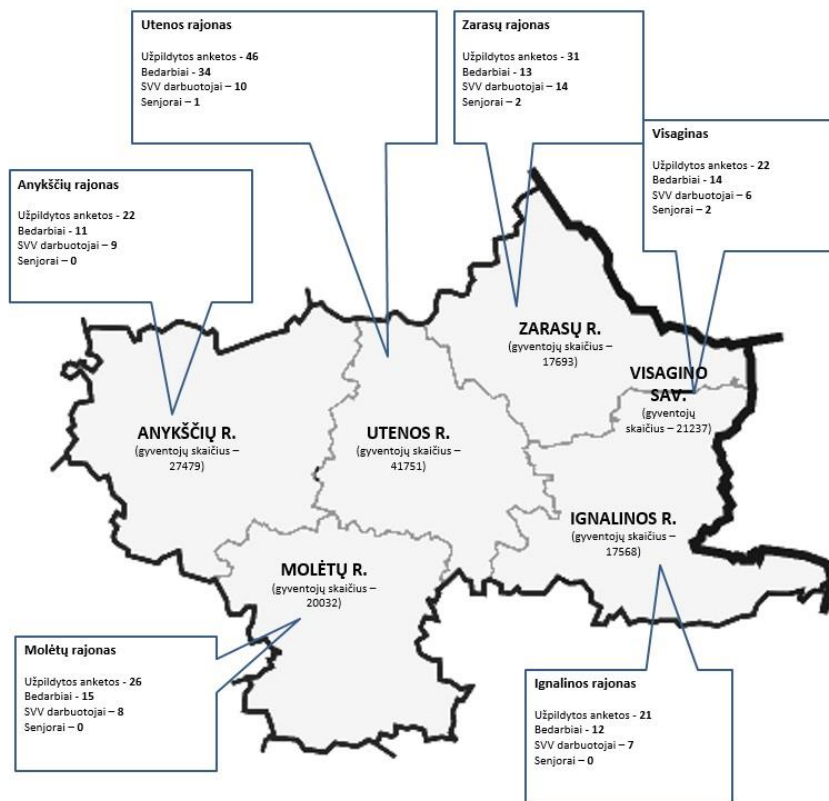 Utenos rajonas
Užpildytos anketos - 46
Bedarbiai - 34
SVV darbuotojai – 10
Senjorai – 1
Zarasų rajonas
Užpildytos anketos - 31
Bedarbiai - 13
SVV darbuotojai – 14
Senjorai – 2
Visaginas
Užpildytos anketos - 22
Bedarbiai - 14
SVV darbuotojai – 6
Senjorai – 2
Anykščių rajonas
Užpildytos anketos - 22
Bedarbiai - 11
SVV darbuotojai – 9
Senjorai – 0
ZARASŲ R.
(gyventojų skaičius –
17693)
VISAGINO
SAV.
(gyventojų
skaičius – 21237)
ANYKŠČIŲ R.
(gyventojų skaičius –
27479)
UTENOS R.
(gyventojų skaičius –
41751)
IGNALINOS R.
(gyventojų skaičius –
17568)
MOLĖTŲ R.
(gyventojų skaičius –
20032)
Molėtų rajonas
Užpildytos anketos - 26
Bedarbiai - 15
SVV darbuotojai – 8
Senjorai – 0
Ignalinos rajonas
Užpildytos anketos - 21
Bedarbiai - 12
SVV darbuotojai – 7
Senjorai – 0